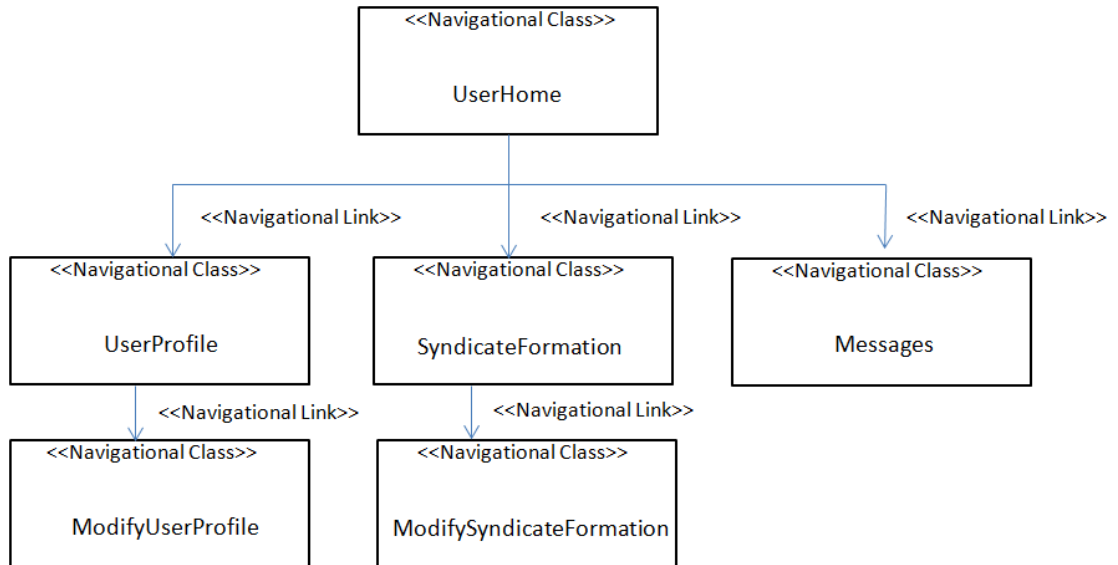 <<Navigational Class>>
UserHome
<<Navigational Link>>
<<Navigational Link>>
<<Navigational Link>>
<<Navigational Class>>
UserProfile
<<Navigational Class>>
SyndicateFormation
<<Navigational Class>>
Messages
<<Navigational Link>>
<<Navigational Link>>
<<Navigational Class>>
ModifyUserProfile
<<Navigational Class>>
ModifySyndicateFormation